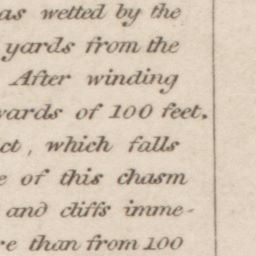 as wetted by the
yards from the
After winding
wards of 100 feet.
ct, which falls
e of this chasm
and cliffs imme-
re than from 100